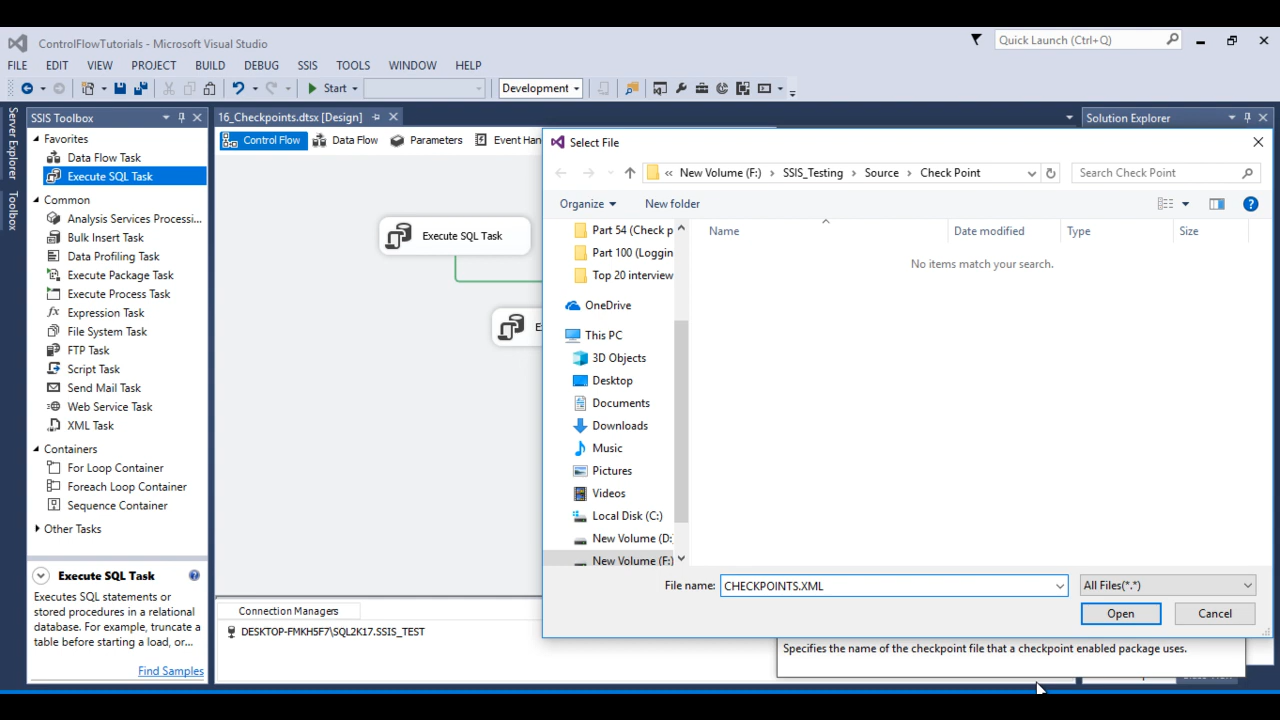 ControlFlowTutorials - Microsoft Visual Studio
Quick Launch (Ctrl+Q)
FILE EDIT VIEW PROJECT BUILD DEBUG SSIS TOOLS WINDOW HELP
Start Development
Server Explorer
Toolbox
SSIS Toolbox
Favorites
Data Flow Task
Execute SQL Task
Common
Analysis Services Processi...
Bulk Insert Task
Data Profiling Task
Execute Package Task
Execute Process Task
Expression Task
File System Task
FTP Task
Script Task
Send Mail Task
Web Service Task
XML Task
Containers
For Loop Container
Foreach Loop Container
Sequence Container
Other Tasks
Execute SQL Task
Executes SQL statements or
stored procedures in a relational
database. For example, truncate a
table before starting a load, or...
Find Samples
16_Checkpoints.dtsx [Design]
Control Flow Data Flow Parameters Event Han
Execute SQL Task
E
Connection Managers
DESKTOP-FMKH5F7\SQL2K17.SSIS_TEST
Solution Explorer
Select File
« New Volume (F:) › SSIS_Testing › Source › Check Point
Search Check Point
Organize New folder
Part 54 (Check p
Part 100 (Loggin
Top 20 interview
OneDrive
This PC
3D Objects
Desktop
Documents
Downloads
Music
Pictures
Videos
Local Disk (C:)
New Volume (D:
New Volume (F:)
Name Date modified Type Size
No items match your search.
File name: CHECKPOINTS.XML All Files(*.*)
Open Cancel
Specifies the name of the checkpoint file that a checkpoint enabled package uses.